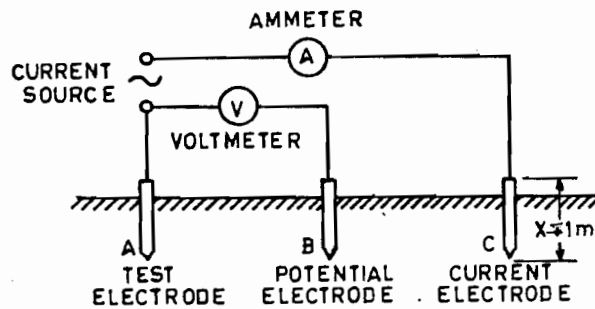 AMMETER
A
CURRENT
SOURCE
V
VOLTMETER
X=1m
A
B
C
TEST
ELECTRODE
POTENTIAL
ELECTRODE
CURRENT
ELECTRODE